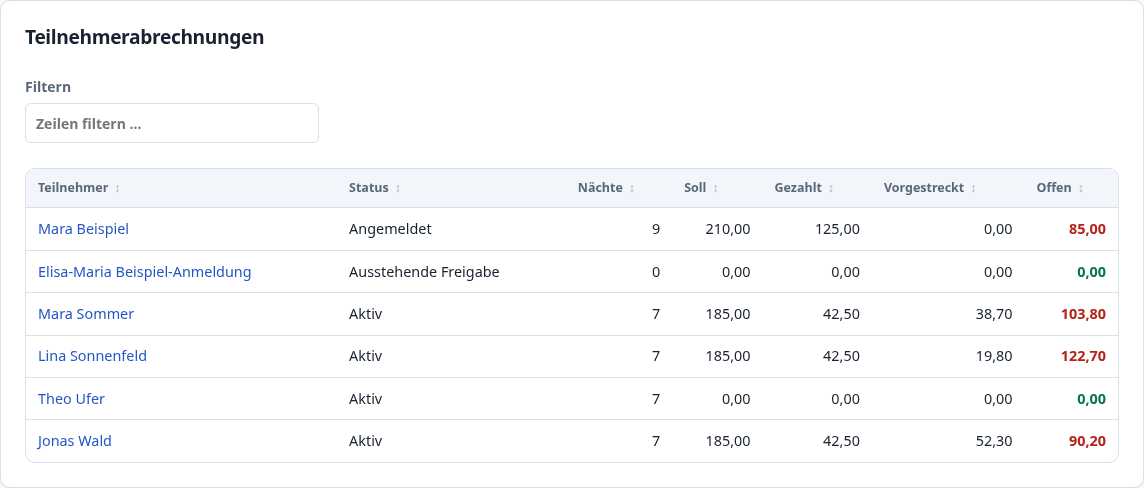 Teilnehmerabrechnungen
Filtern
Zeilen filtern ...
Teilnehmer ↕ Status ↕ Nächte ↕ Soll ↕ Gezahlt ↕ Vorgestreckt ↕ Offen ↕
Mara Beispiel Angemeldet 9 210,00 125,00 0,00 85,00
Elisa-Maria Beispiel-Anmeldung Ausstehende Freigabe 0 0,00 0,00 0,00 0,00
Mara Sommer Aktiv 7 185,00 42,50 38,70 103,80
Lina Sonnenfeld Aktiv 7 185,00 42,50 19,80 122,70
Theo Ufer Aktiv 7 0,00 0,00 0,00 0,00
Jonas Wald Aktiv 7 185,00 42,50 52,30 90,20